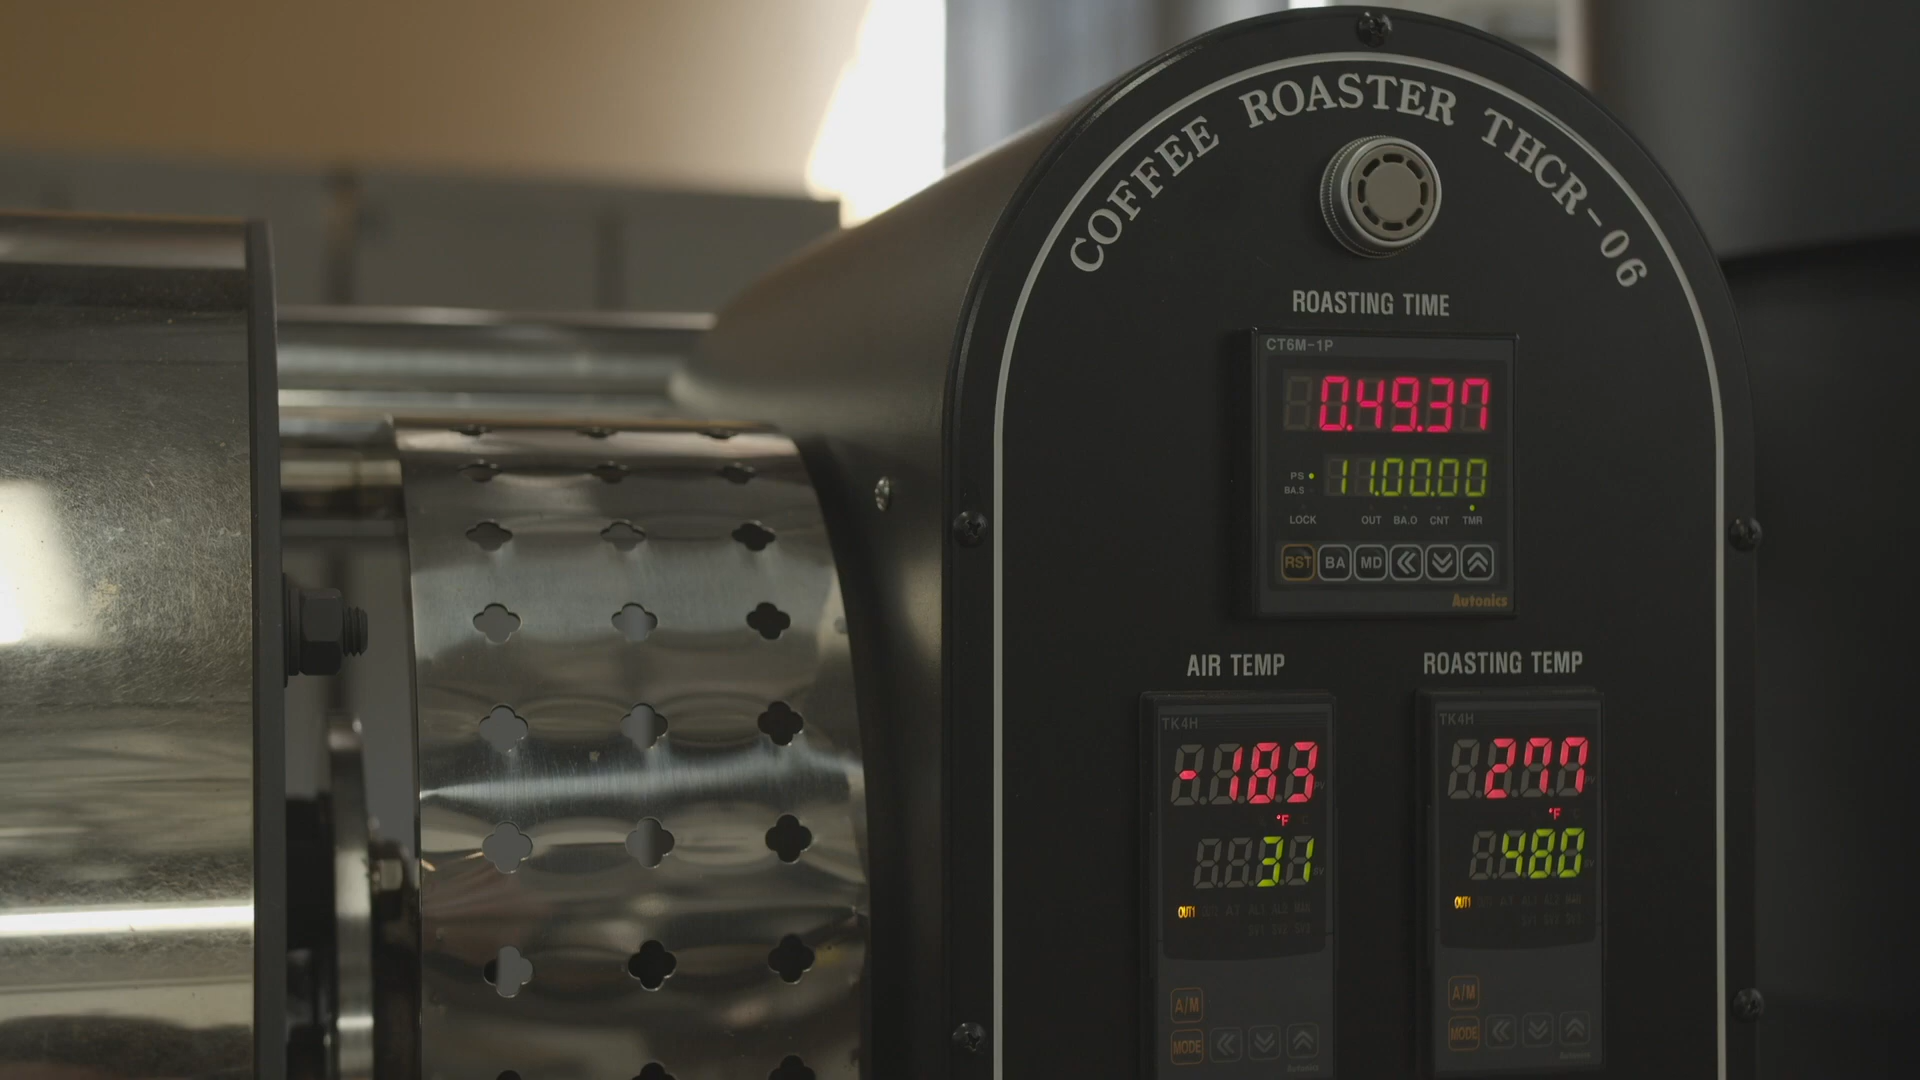 COFFEE ROASTER THCR-06
ROASTING TIME
CT6M-1P
0.49.37
PS
11.00.00
BA.S
LOCK OUT BA.O CNT TMR
RST BA MD
Autonics
AIR TEMP
TK4H
-183
°F
31
OUT1
A/M
MODE
Autonics
ROASTING TEMP
TK4H
277
°F
480
OUT1
A/M
MODE
Autonics